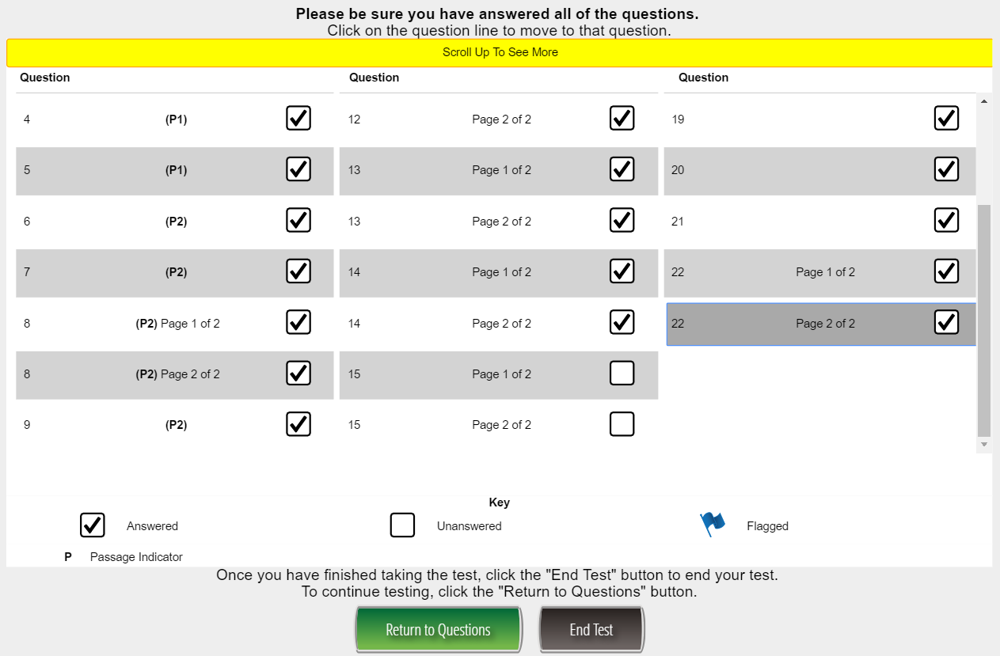 Please be sure you have answered all of the questions.
Click on the question line to move to that question.
Scroll Up To See More
Question Question Question
4 (P1) 12 Page 2 of 2 19
5 (P1) 13 Page 1 of 2 20
6 (P2) 13 Page 2 of 2 21
7 (P2) 14 Page 1 of 2 22 Page 1 of 2
8 (P2) Page 1 of 2 14 Page 2 of 2 22 Page 2 of 2
8 (P2) Page 2 of 2 15 Page 1 of 2
9 (P2) 15 Page 2 of 2
Key
Answered Unanswered Flagged
P Passage Indicator
Once you have finished taking the test, click the "End Test" button to end your test.
To continue testing, click the "Return to Questions" button.
Return to Questions End Test